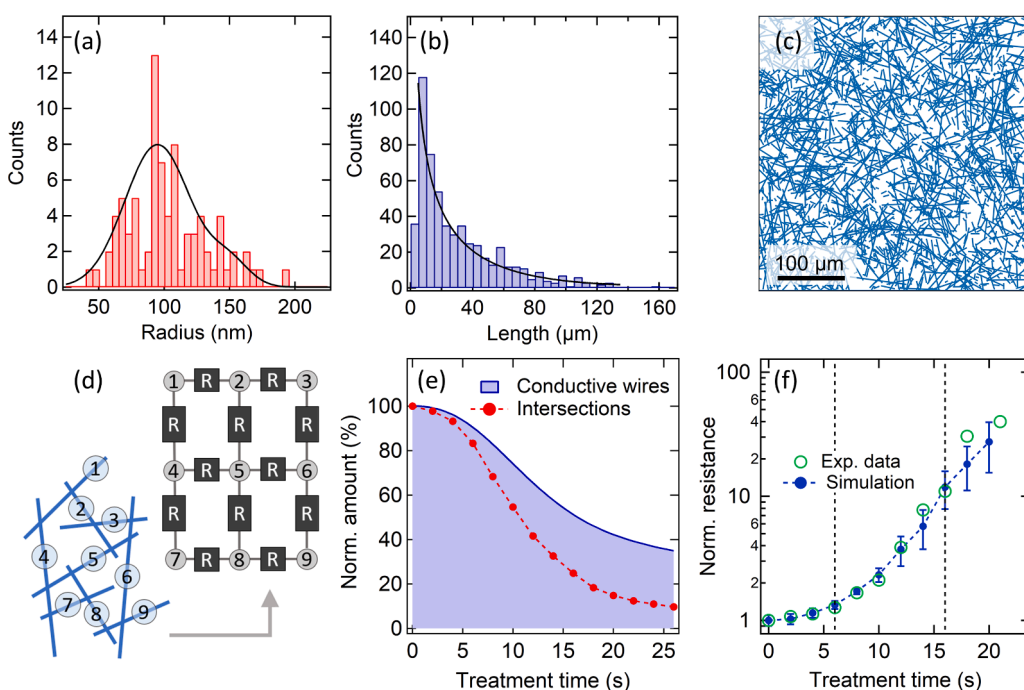 (a)
14
12
10
8
6
4
2
0
Counts
50
100
150
200
Radius (nm)
(b)
140
120
100
80
60
40
20
0
Counts
0
40
80
120
160
Length (µm)
(c)
100 µm
(d)
1 R 2 R 3
R R R
4 R 5 R 6
R R R
7 R 8 R 9
1
2
3
4
5
6
7
8
9
(e)
Conductive wires
Intersections
100
80
60
40
20
0
Norm. amount (%)
0 5 10 15 20 25
Treatment time (s)
(f)
Exp. data
Simulation
100
6
4
2
10
6
4
2
1
Norm. resistance
0 5 10 15 20
Treatment time (s)